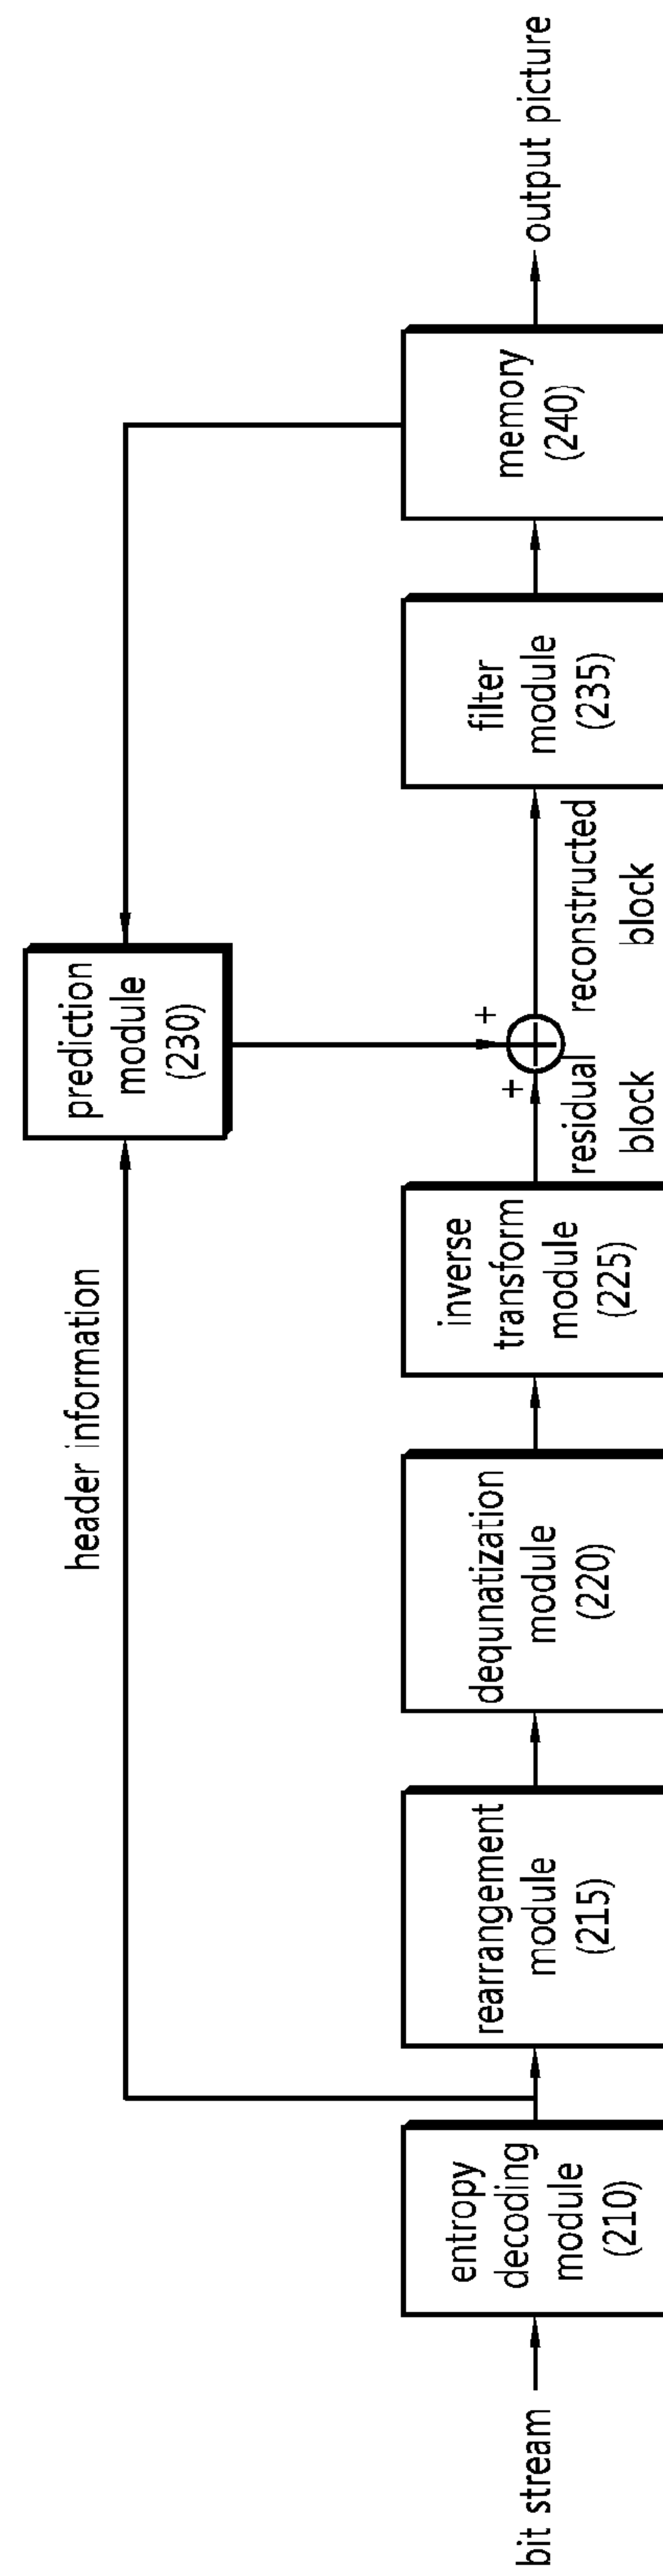 header information
prediction
module
(230)
bit stream
entropy
decoding
module
(210)
rearrangement
module
(215)
dequnatization
module
(220)
inverse
transform
module
(225)
+
+
residual
block
reconstructed
block
filter
module
(235)
memory
(240)
output picture